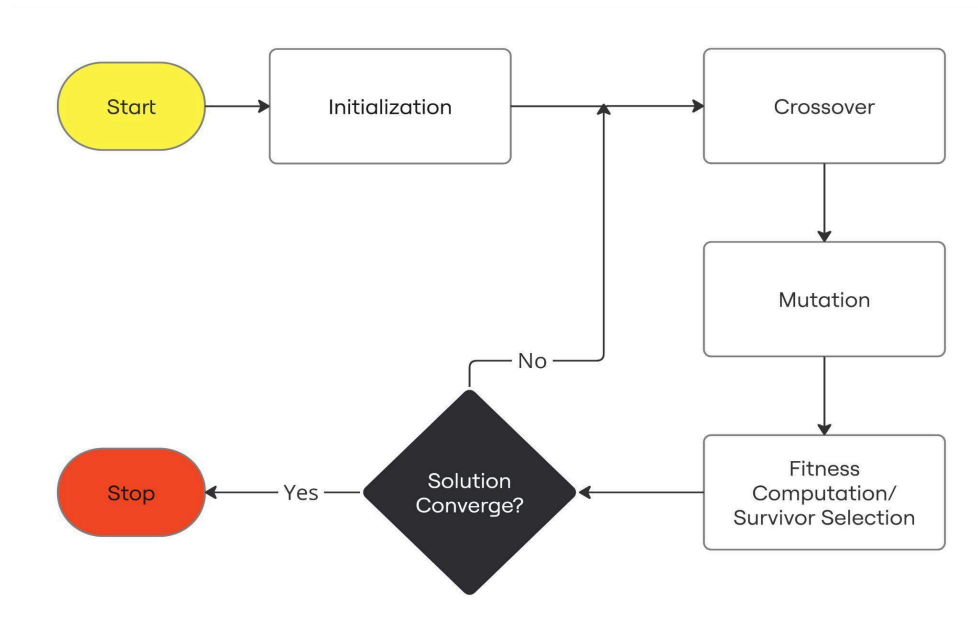 Start
Initialization
Crossover
Mutation
No
Fitness
Computation/
Survivor Selection
Solution
Converge?
Yes
Stop